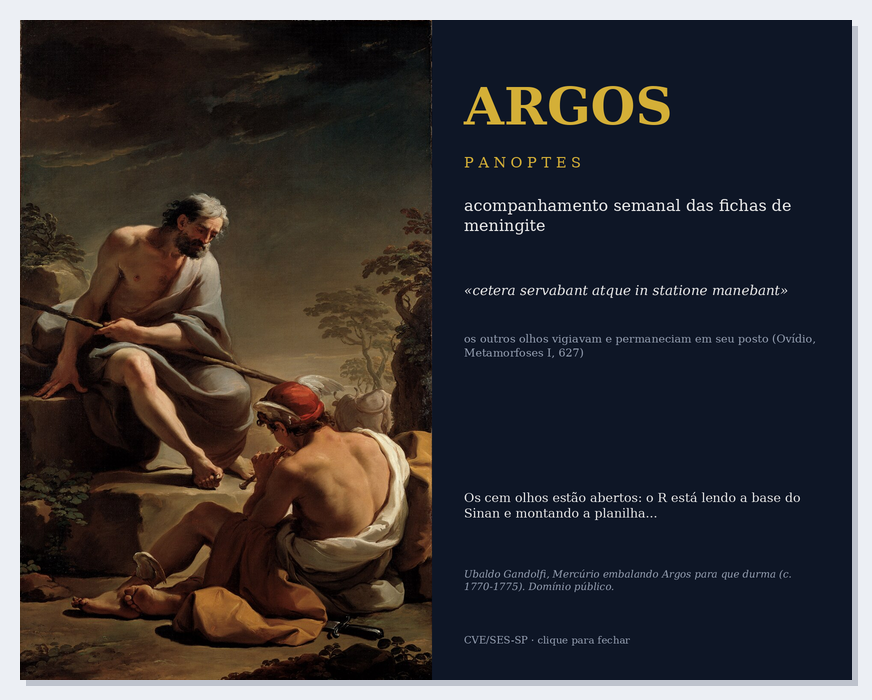 ARGOS
PANOPTES
acompanhamento semanal das fichas de
meningite
«cetera servabant atque in statione manebant»
os outros olhos vigiavam e permaneciam em seu posto (Ovídio,
Metamorfoses I, 627)
Os cem olhos estão abertos: o R está lendo a base do
Sinan e montando a planilha...
Ubaldo Gandolfi, Mercúrio embalando Argos para que durma (c.
1770-1775). Domínio público.
CVE/SES-SP · clique para fechar